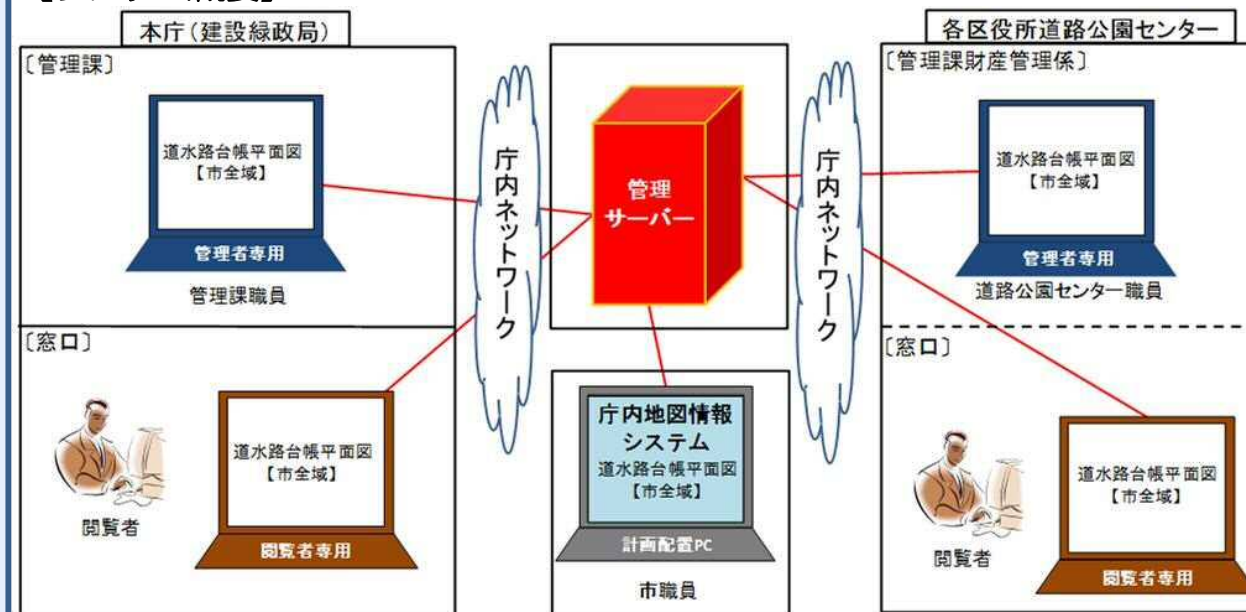 本庁(建設緑政局)
〔管理課〕
道水路台帳平面図
【市全域】
管理者専用
管理課職員
〔窓口〕
閲覧者
道水路台帳平面図
【市全域】
閲覧者専用
庁内ネットワーク
管理
サーバー
庁内地図情報
システム
道水路台帳平面図
【市全域】
計画配置PC
市職員
庁内ネットワーク
各区役所道路公園センター
〔管理課財産管理係〕
道水路台帳平面図
【市全域】
管理者専用
道路公園センター職員
〔窓口〕
閲覧者
道水路台帳平面図
【市全域】
閲覧者専用